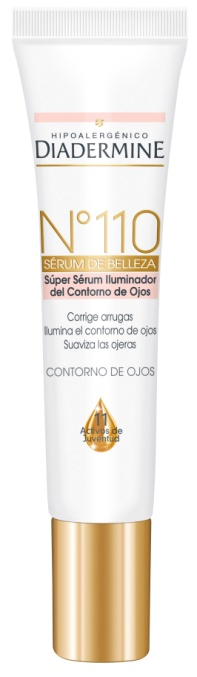 HIPOALERGÉNICO
DIADERMINE
N°110
SÉRUM DE BELLEZA
Súper Sérum Iluminador
del Contorno de Ojos
Corrige arrugas
Illumina el contorno de ojos
Suaviza las ojeras
CONTORNO DE OJOS
11
Activos de
Juventud